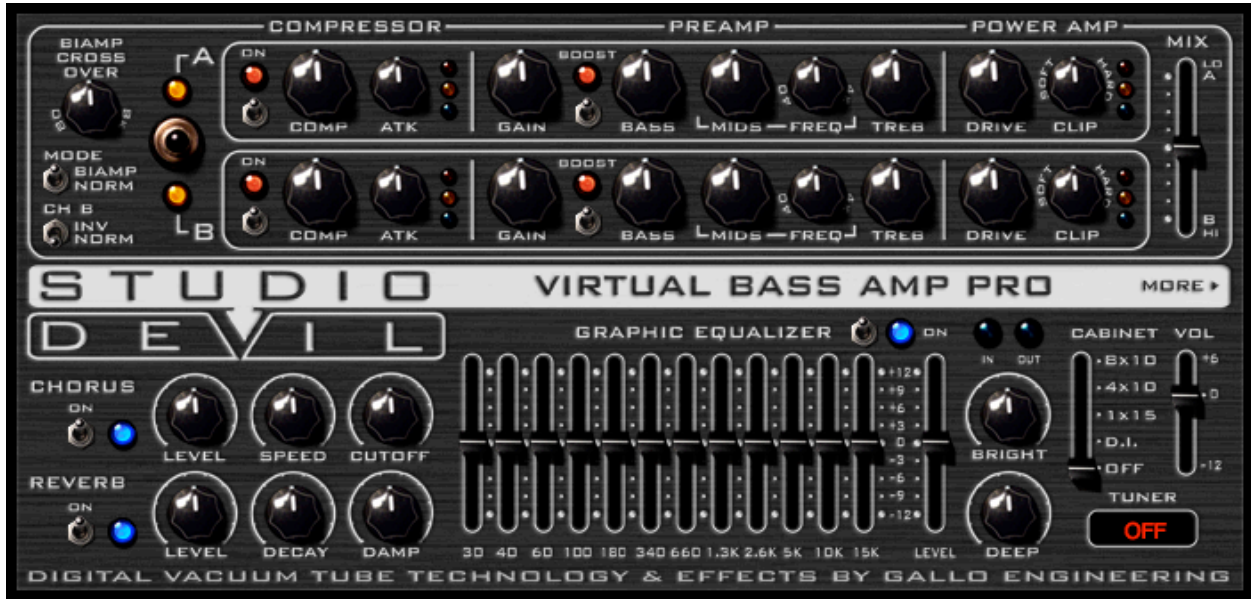 COMPRESSOR PREAMP POWER AMP
BIAMP
CROSS
OVER
A
MIX
ON BOOST SOFT HARD LO
A
COMP ATK GAIN BASS MIDS FREQ TREB DRIVE CLIP
MODE
BIAMP
NORM
ON BOOST SOFT HARD
CH B
INV
NORM
B
COMP ATK GAIN BASS MIDS FREQ TREB DRIVE CLIP
B
HI
STUDIO VIRTUAL BASS AMP PRO MORE
DEVIL
GRAPHIC EQUALIZER ON IN OUT CABINET VOL
CHORUS
ON
LEVEL SPEED CUTOFF
+12
+9
+6
+3
0
-3
-6
-9
-12
BRIGHT
8x10
4x10
1x15
D.I.
OFF
+6
0
-12
REVERB
ON
LEVEL DECAY DAMP
30 40 60 100 180 340 660 1.3K 2.6K 5K 10K 15K LEVEL
DEEP
TUNER
OFF
DIGITAL VACUUM TUBE TECHNOLOGY & EFFECTS BY GALLO ENGINEERING